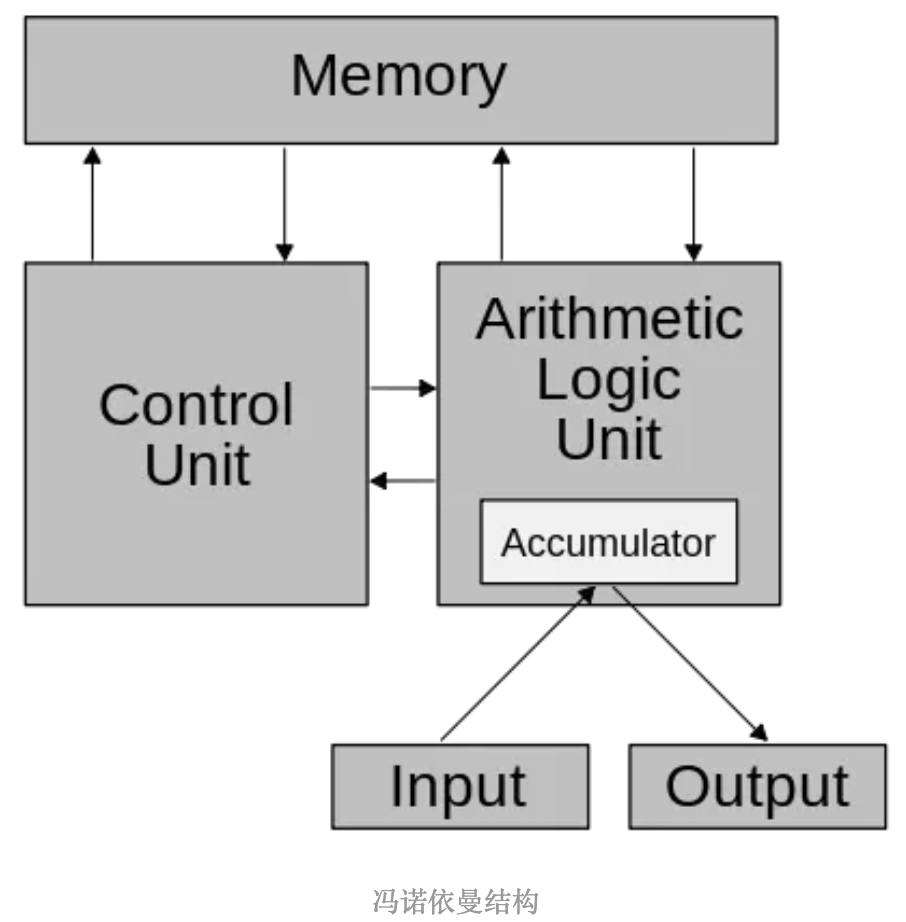 Memory
Control
Unit
Arithmetic
Logic
Unit
Accumulator
Input
Output
冯诺依曼结构